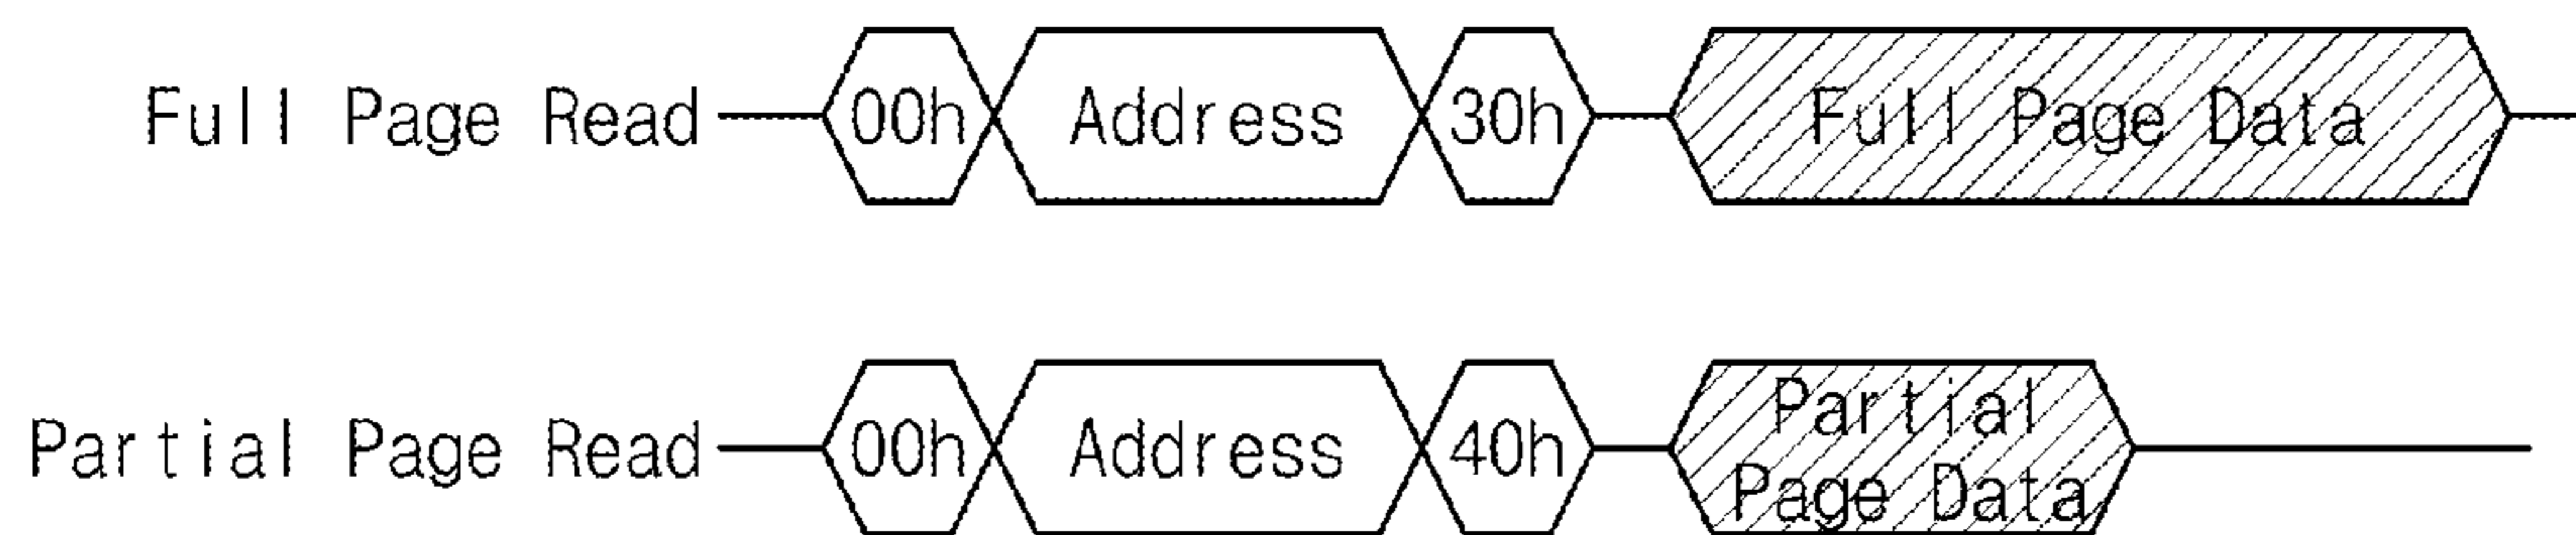 Full Page Read 00h Address 30h Full Page Data
Partial Page Read 00h Address 40h Partial
Page Data